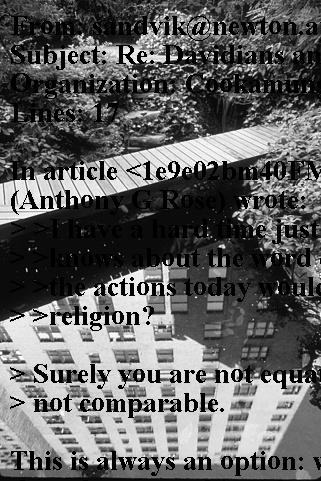 From: sandvik@newton.a
Subject: Re: Davidians an
Organization: Cookamung
Lines: 17
In article <1e9e02bm40FM
(Anthony G Rose) wrote:
> >I have a hard time just
> >knows about the word
> >the actions today would
> >religion?
> Surely you are not equa
> not comparable.
This is always an option: w